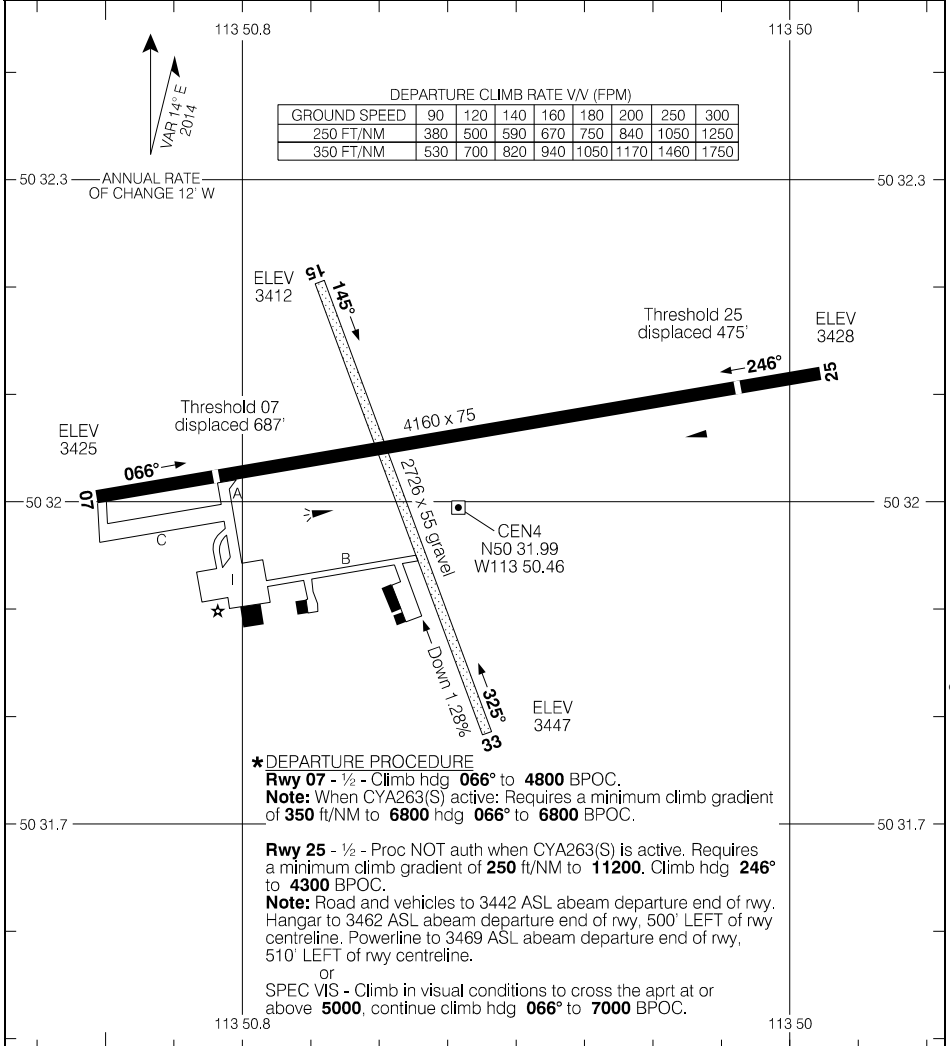 113 50.8 113 50
VAR 14° E
2014
ANNUAL RATE
OF CHANGE 12' W
DEPARTURE CLIMB RATE V/V (FPM)
GROUND SPEED 90 120 140 160 180 200 250 300
250 FT/NM 380 500 590 670 750 840 1050 1250
350 FT/NM 530 700 820 940 1050 1170 1460 1750
50 32.3 50 32.3
ELEV
3412
15
145°
Threshold 25
displaced 475'
ELEV
3428
246°
25
Threshold 07
displaced 687'
4160 x 75
ELEV
3425
066°
07
2726 x 55 gravel
50 32 50 32
A
C
B
I
CEN4
N50 31.99
W113 50.46
Down 1.28%
325°
33
ELEV
3447
* DEPARTURE PROCEDURE
Rwy 07 - ½ - Climb hdg 066° to 4800 BPOC.
Note: When CYA263(S) active: Requires a minimum climb gradient
of 350 ft/NM to 6800 hdg 066° to 6800 BPOC.
50 31.7 50 31.7
Rwy 25 - ½ - Proc NOT auth when CYA263(S) is active. Requires
a minimum climb gradient of 250 ft/NM to 11200. Climb hdg 246°
to 4300 BPOC.
Note: Road and vehicles to 3442 ASL abeam departure end of rwy.
Hangar to 3462 ASL abeam departure end of rwy, 500' LEFT of rwy
centreline. Powerline to 3469 ASL abeam departure end of rwy,
510' LEFT of rwy centreline.
or
SPEC VIS - Climb in visual conditions to cross the aprt at or
above 5000, continue climb hdg 066° to 7000 BPOC.
113 50.8 113 50